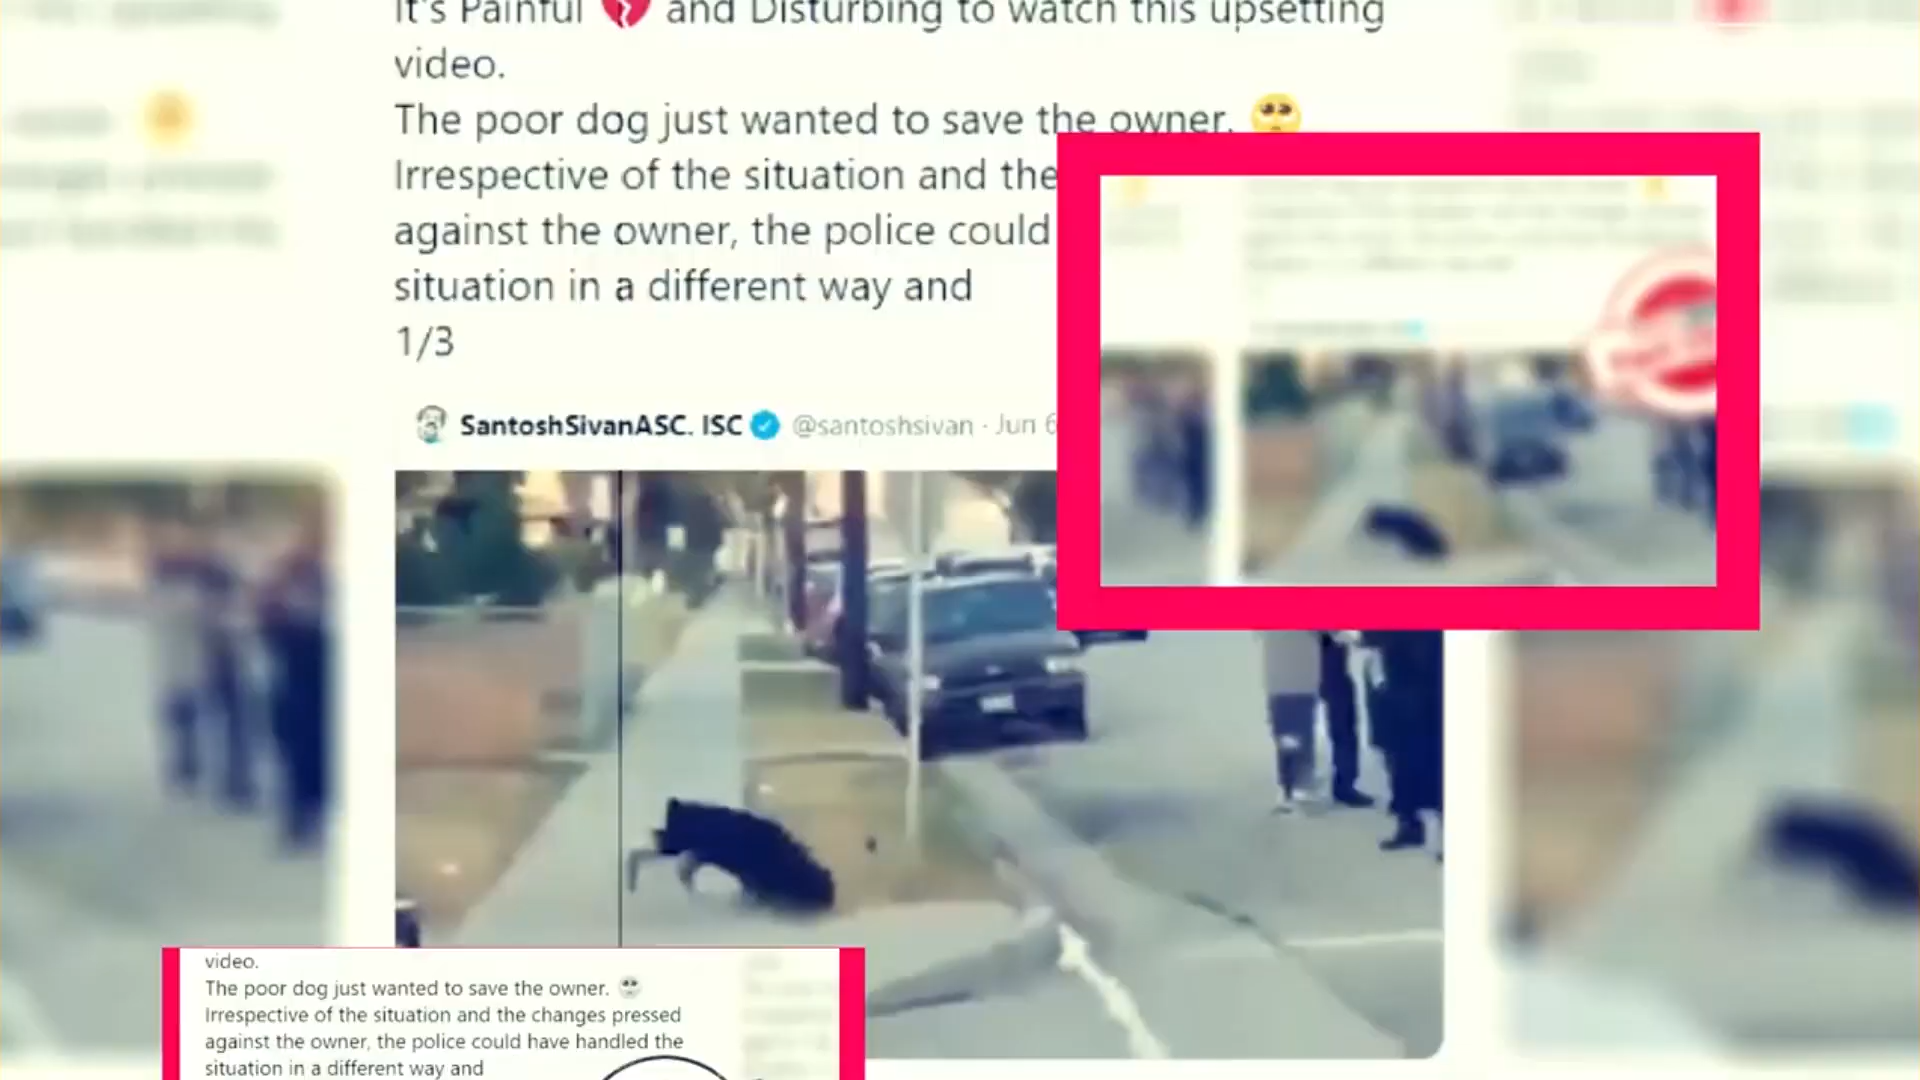 It's Painful 💔 and Disturbing to watch this upsetting
video.
The poor dog just wanted to save the owner. 🥺
Irrespective of the situation and the
against the owner, the police could
situation in a different way and
1/3
SantoshSivanASC. ISC @santoshsivan · Jun 6
video.
The poor dog just wanted to save the owner. 🥺
Irrespective of the situation and the changes pressed
against the owner, the police could have handled the
situation in a different way and